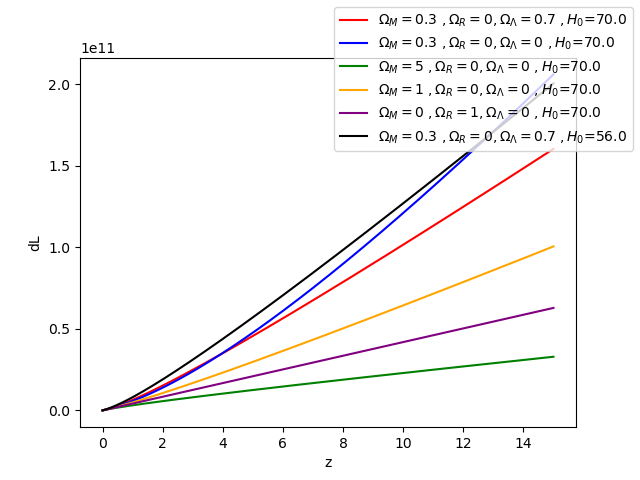 Ω_M = 0.3 , Ω_R = 0, Ω_Λ = 0.7 , H_0=70.0
Ω_M = 0.3 , Ω_R = 0, Ω_Λ = 0 , H_0=70.0
Ω_M = 5 , Ω_R = 0, Ω_Λ = 0 , H_0=70.0
Ω_M = 1 , Ω_R = 0, Ω_Λ = 0 , H_0=70.0
Ω_M = 0 , Ω_R = 1, Ω_Λ = 0 , H_0=70.0
Ω_M = 0.3 , Ω_R = 0, Ω_Λ = 0.7 , H_0=56.0
1e11
2.0
1.5
1.0
0.5
0.0
dL
0 2 4 6 8 10 12 14
z